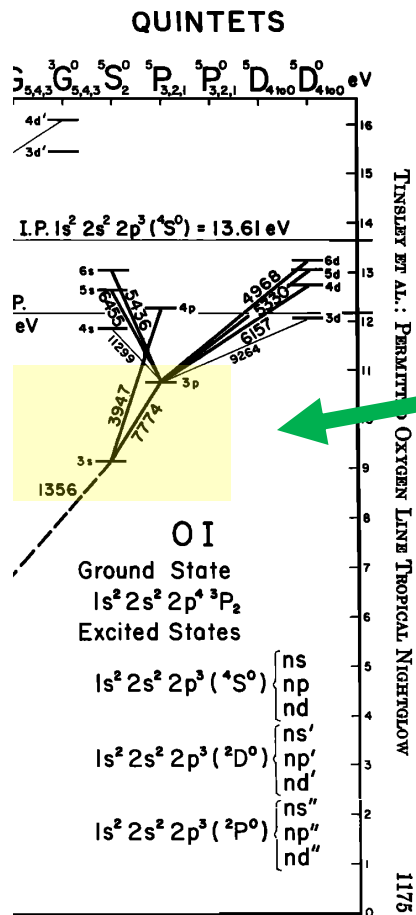 QUINTETS
³G⁰₅,₄,₃ ⁵S⁰₂ ⁵P₃,₂,₁ ⁵P⁰₃,₂,₁ ⁵D₄ₜₒ₀ ⁵D⁰₄ₜₒ₀ eV
4d'
16
3d'
15
14
I.P. 1s² 2s² 2p³ (⁴S⁰) = 13.61 eV
6s
6d
5s
5d
13
4d
4968
5330
6157
5436
6455
4p
P.
eV
4s
3d
12
11299
9264
11
3p
3947
7774
3s
9
1356
8
OI
Ground State
7
1s² 2s² 2p⁴ ³P₂
6
Excited States
5
1s² 2s² 2p³ (⁴S⁰) { ns
np
nd
4
1s² 2s² 2p³ (²D⁰) { ns'
np'
nd'
3
1s² 2s² 2p³ (²P⁰) { ns"
np"
nd"
2
1
0
TINSLEY ET AL.: PERMITTED OXYGEN LINE TROPICAL NIGHTGLOW
1175